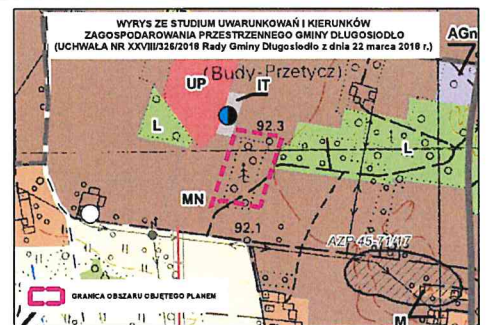 WYRYS ZE STUDIUM UWARUNKOWAŃ I KIERUNKÓW
ZAGOSPODAROWANIA PRZESTRZENNEGO GMINY DŁUGOSIODŁO
(UCHWAŁA NR XXVIII/326/2018 Rady Gminy Długosiodło z dnia 22 marca 2018 r.)
AGn
UP
(Budy-Przetycz)
IT
L
92.3
L
MN
92.1
AZP 45-71/17
GRANICA OBSZARU OBJĘTEGO PLANEM
M